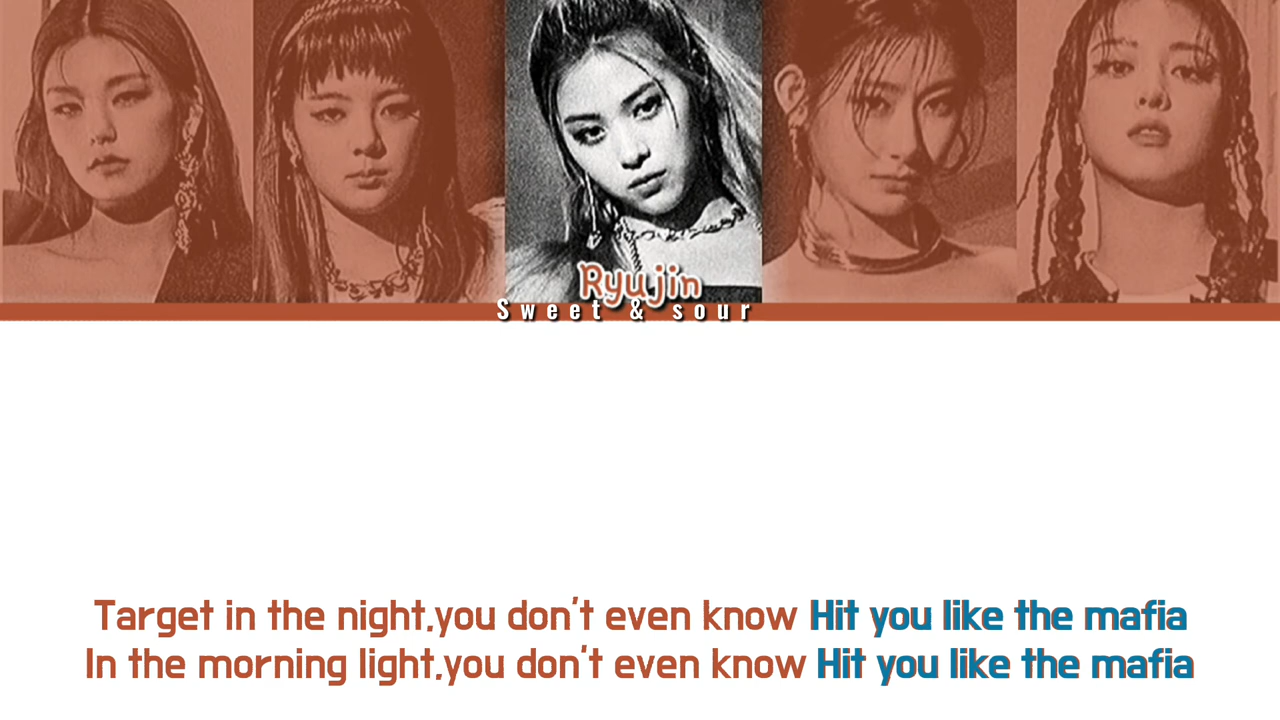 Ryujin
Sweet & sour
Target in the night,you don't even know Hit you like the mafia
In the morning light,you don't even know Hit you like the mafia